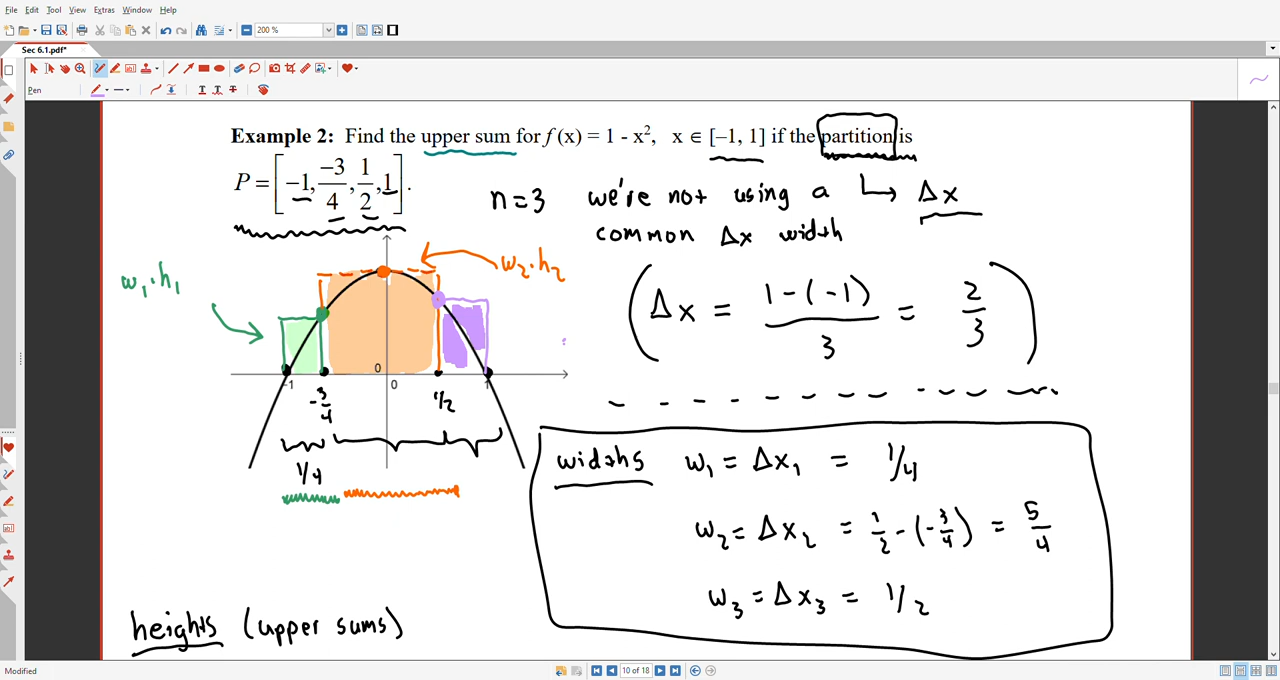 File Edit Tool View Extras Window Help
200 %
Sec 6.1.pdf*
Pen
Example 2: Find the upper sum for f (x) = 1 - x², x ∈ [–1, 1] if the partition is
P = [-1, -3/4, 1/2, 1].
n=3 we're not using a ↳ Δx
common Δx width
w₁·h₁
w₂·h₂
(Δx = 1-(-1)/3 = 2/3)
0
-1 0 1
-3/4 1/2
1/4
widths w₁ = Δx₁ = 1/4
w₂ = Δx₂ = 1/2 - (-3/4) = 5/4
w₃ = Δx₃ = 1/2
heights (upper sums)
Modified
10 of 18